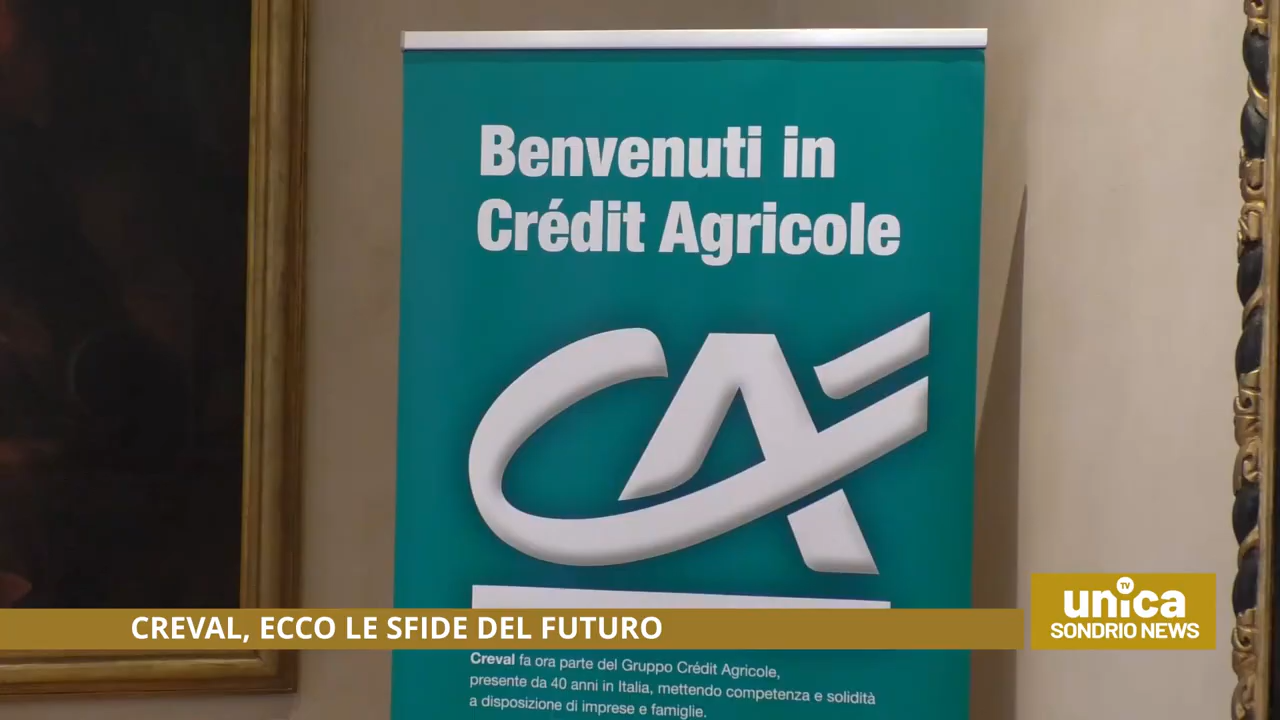 Benvenuti in
Crédit Agricole
CA
CREVAL, ECCO LE SFIDE DEL FUTURO
TV
unica
SONDRIO NEWS
Creval fa ora parte del Gruppo Crédit Agricole,
presente da 40 anni in Italia, mettendo competenza e solidità
a disposizione di imprese e famiglie.